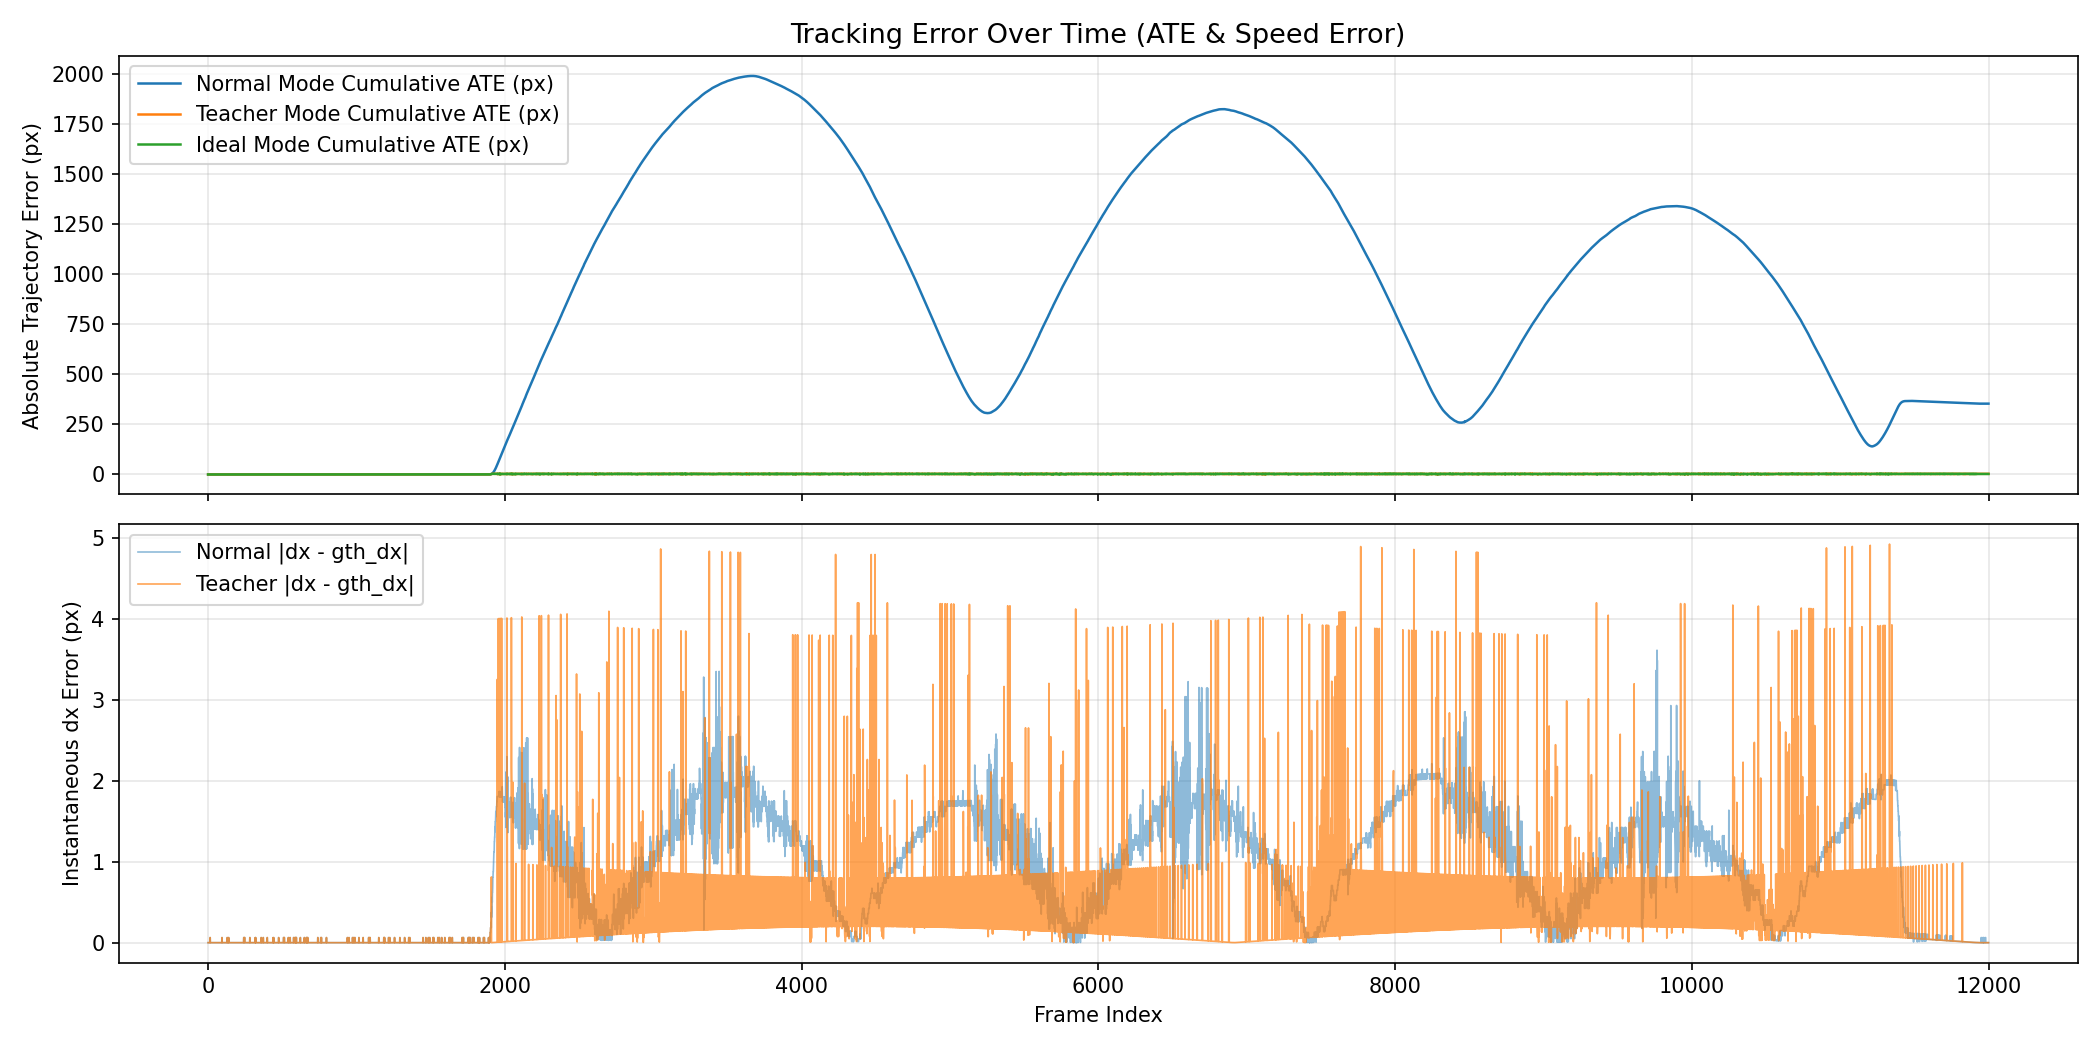 Tracking Error Over Time (ATE & Speed Error)
Normal Mode Cumulative ATE (px)
Teacher Mode Cumulative ATE (px)
Ideal Mode Cumulative ATE (px)
Absolute Trajectory Error (px)
2000
1750
1500
1250
1000
750
500
250
0
Normal |dx - gth_dx|
Teacher |dx - gth_dx|
Instantaneous dx Error (px)
5
4
3
2
1
0
0 2000 4000 6000 8000 10000 12000
Frame Index